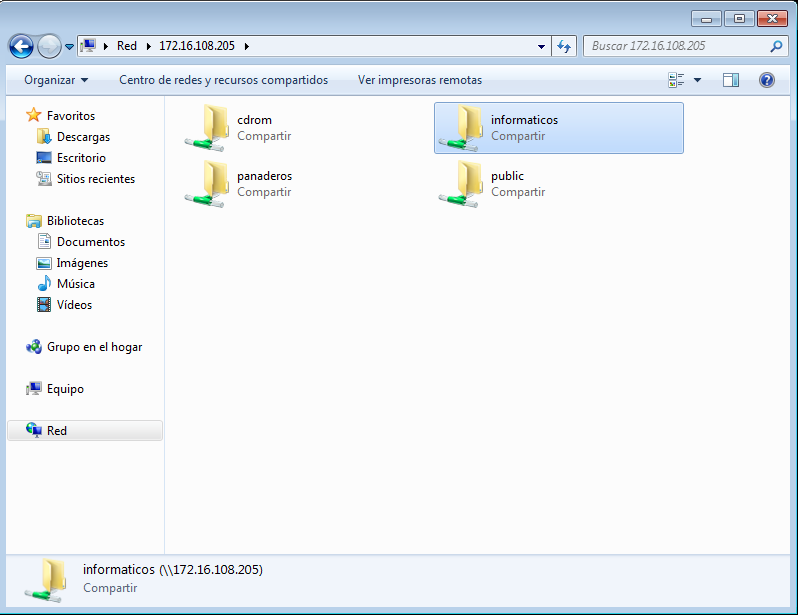 Red 172.16.108.205
Buscar 172.16.108.205
Organizar Centro de redes y recursos compartidos Ver impresoras remotas
Favoritos
Descargas
Escritorio
Sitios recientes
Bibliotecas
Documentos
Imágenes
Música
Vídeos
Grupo en el hogar
Equipo
Red
cdrom
Compartir
informaticos
Compartir
panaderos
Compartir
public
Compartir
informaticos (\\172.16.108.205)
Compartir